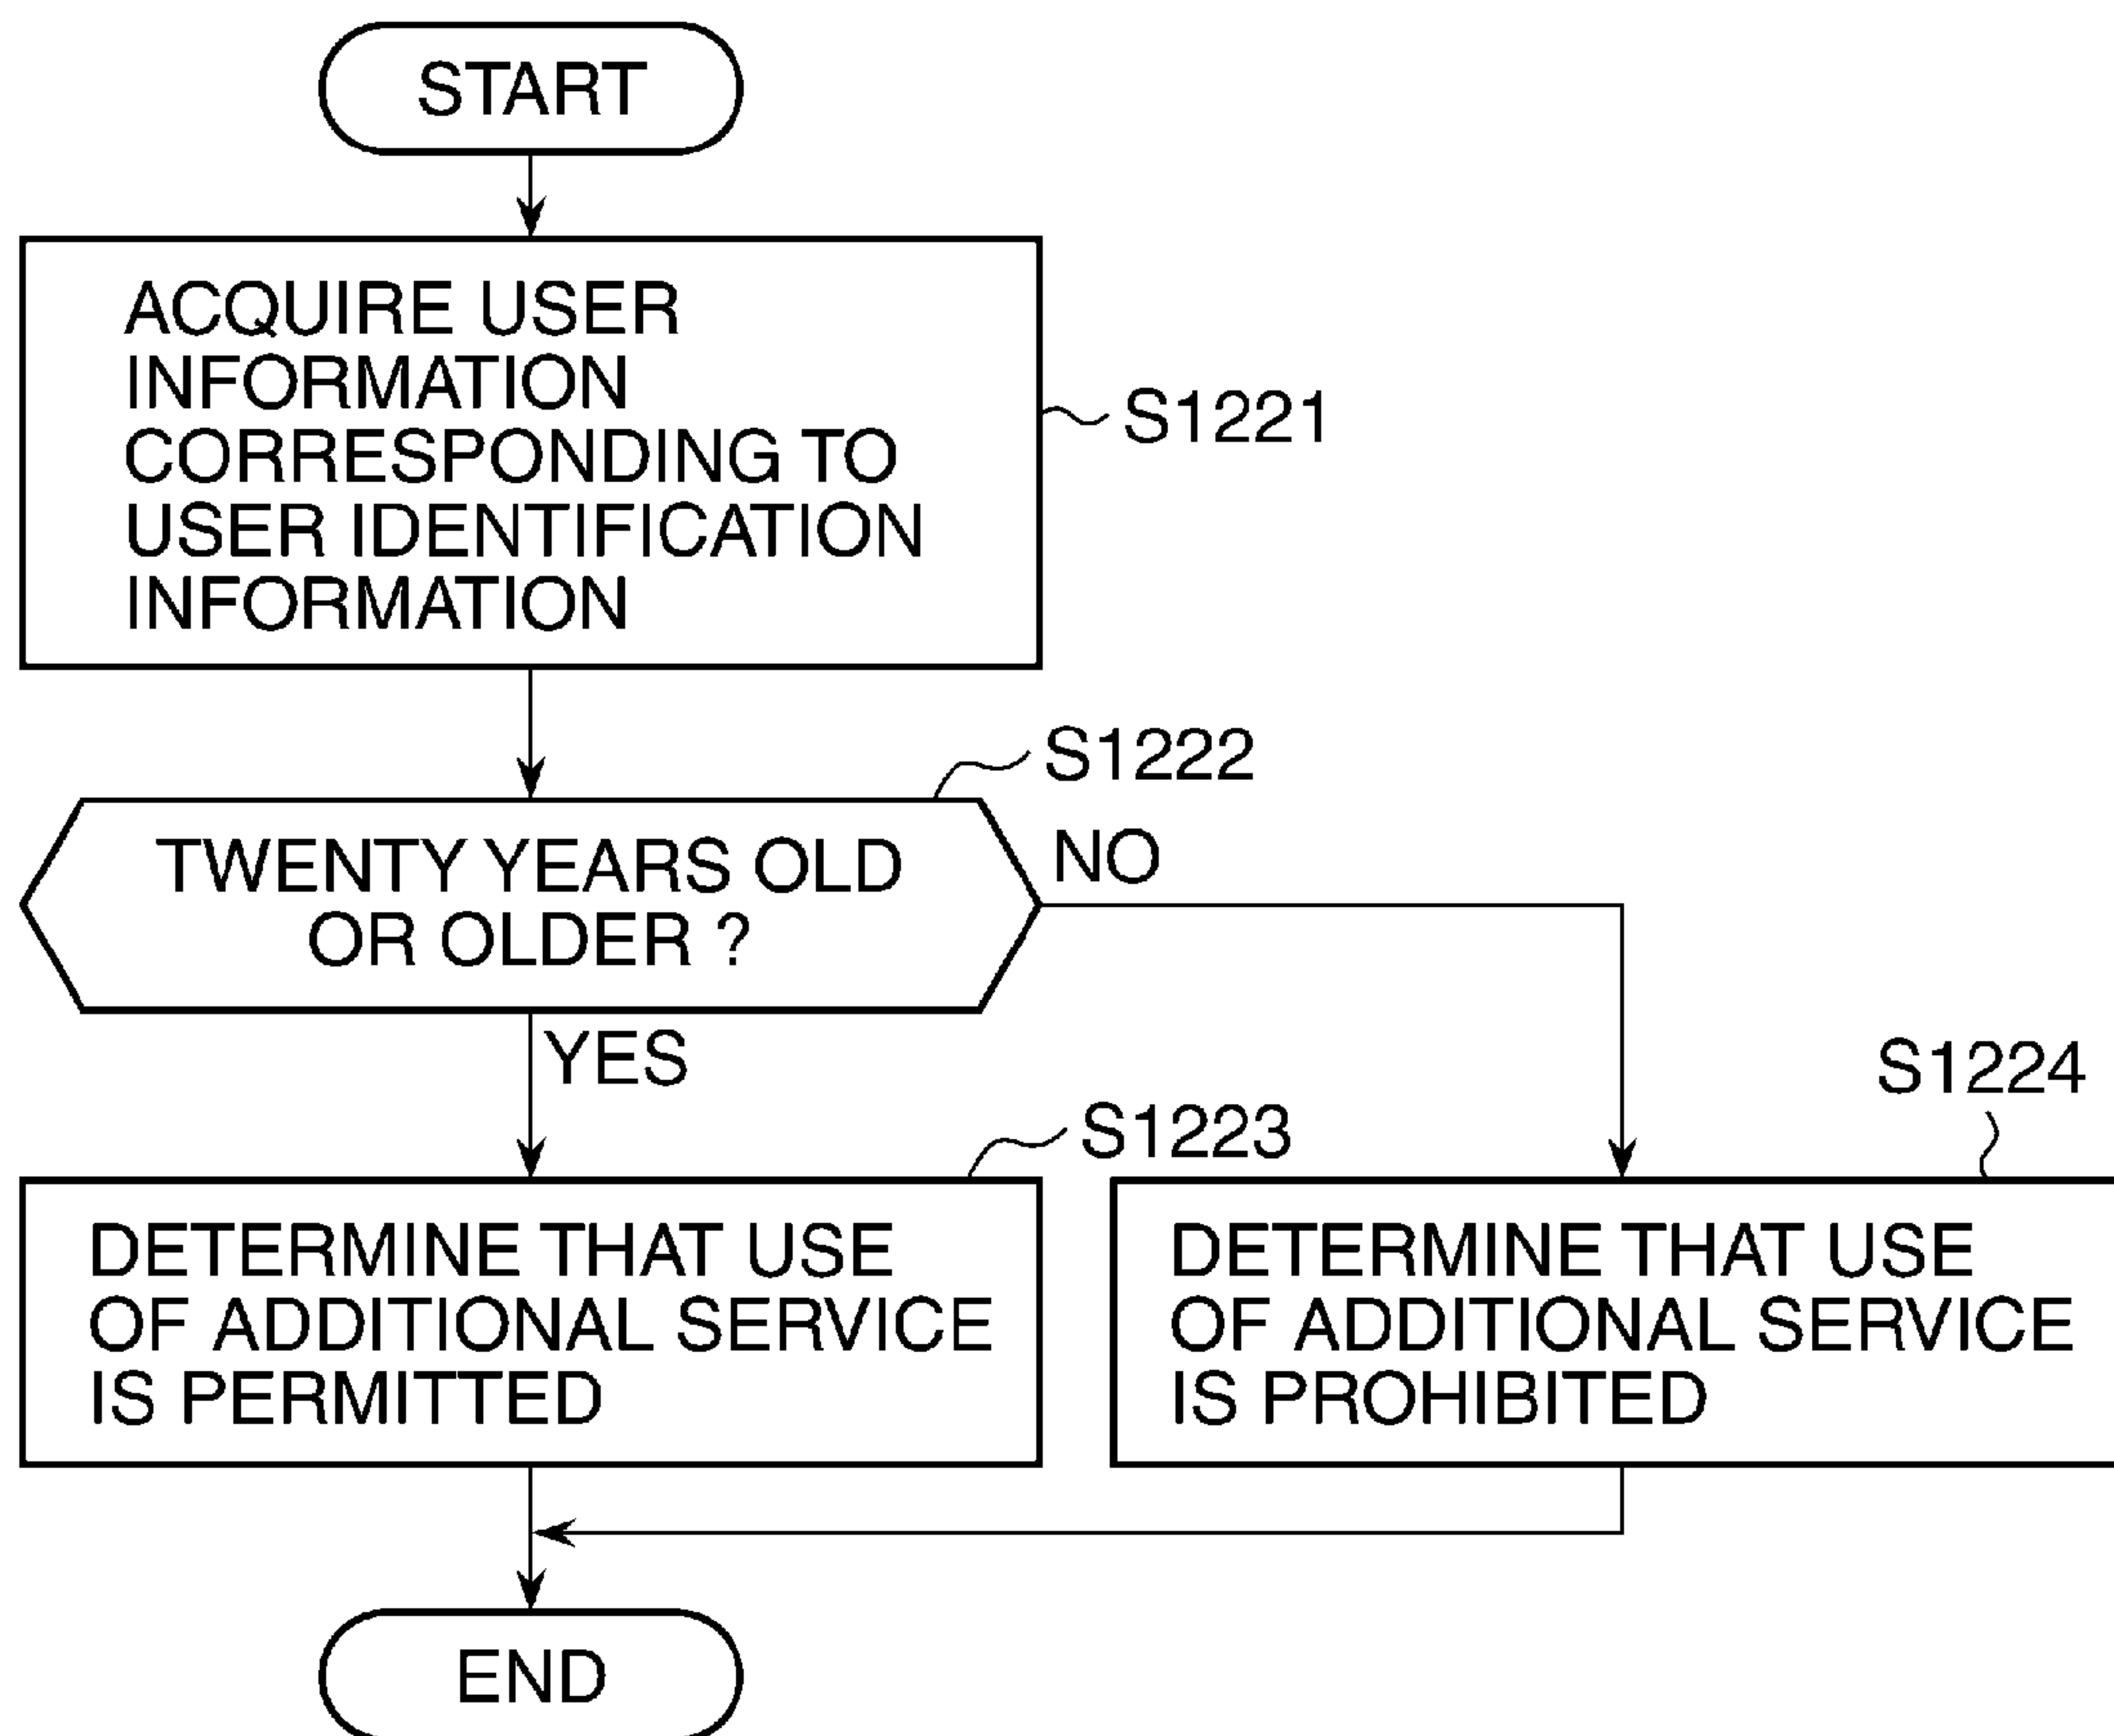 START
ACQUIRE USER
INFORMATION
CORRESPONDING TO
USER IDENTIFICATION
INFORMATION
S1221
S1222
TWENTY YEARS OLD
OR OLDER ?
NO
YES
S1223
S1224
DETERMINE THAT USE
OF ADDITIONAL SERVICE
IS PERMITTED
DETERMINE THAT USE
OF ADDITIONAL SERVICE
IS PROHIBITED
END